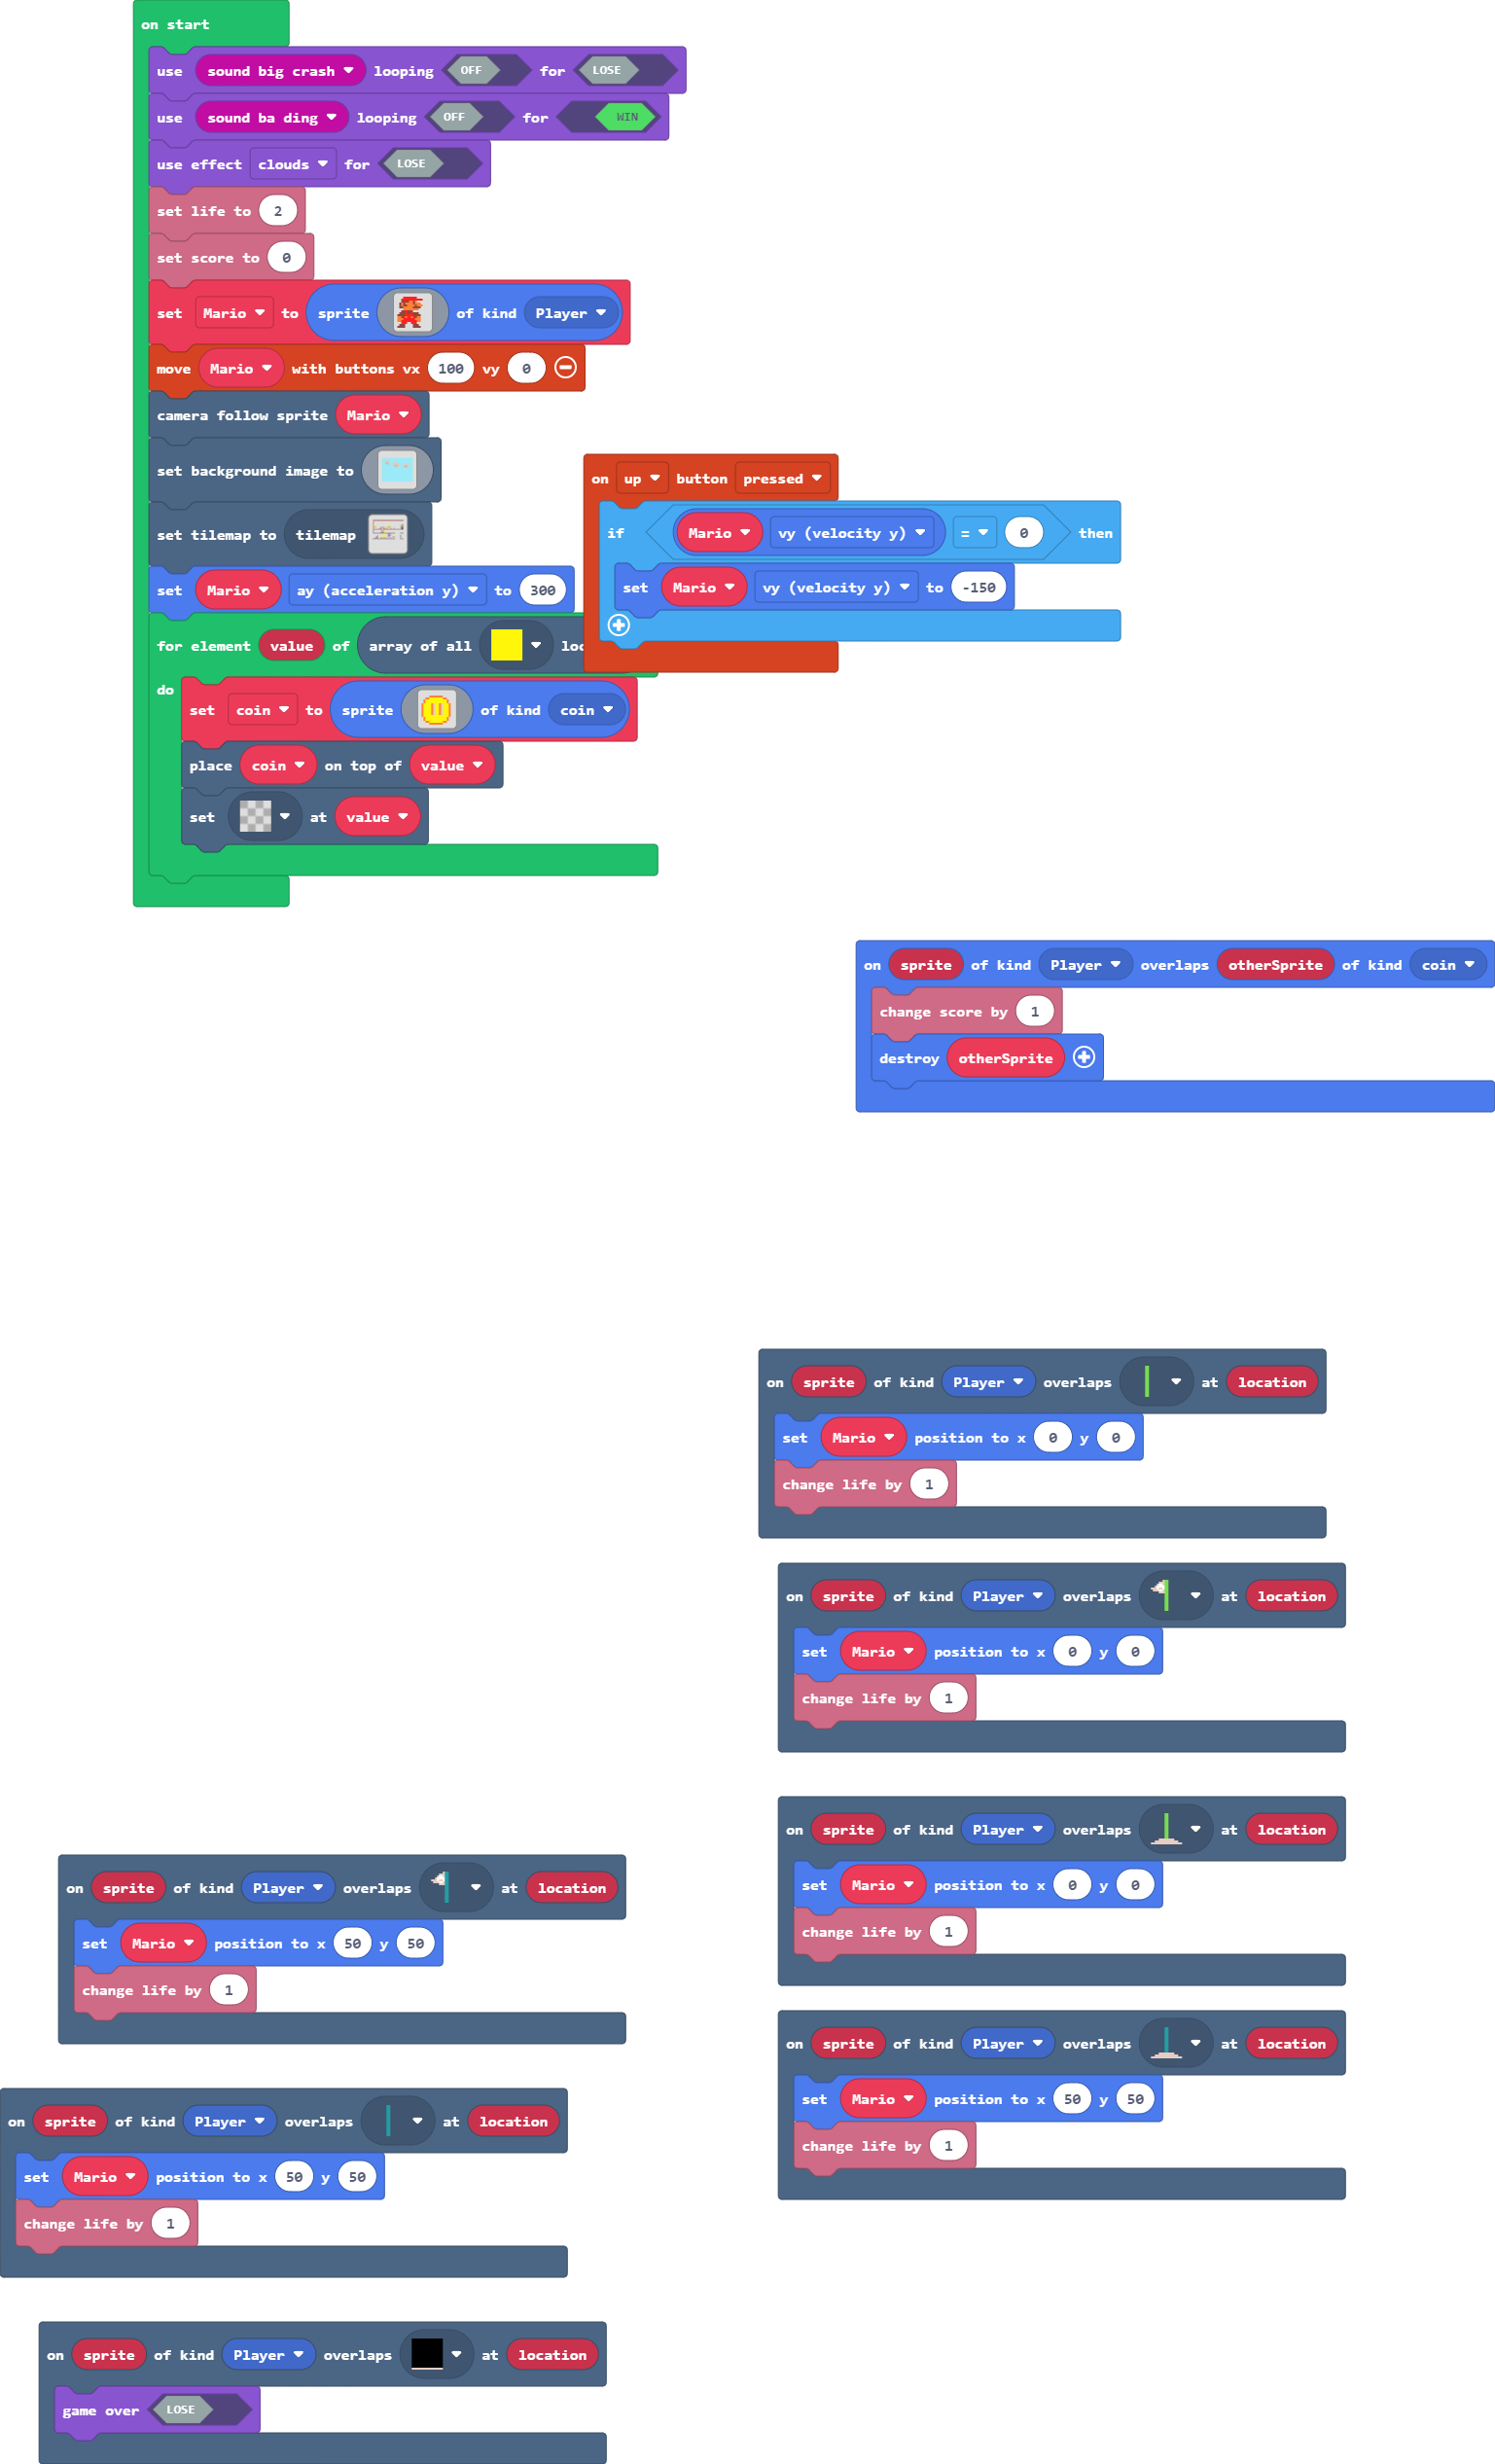 on start
use sound big crash looping OFF for LOSE
use sound ba ding looping OFF for WIN
use effect clouds for LOSE
set life to 2
set score to 0
set Mario to sprite of kind Player
move Mario with buttons vx 100 vy 0
camera follow sprite Mario
set background image to
set tilemap to tilemap
set Mario ay (acceleration y) to 300
for element value of array of all
do
set coin to sprite of kind coin
place coin on top of value
set at value
on up button pressed
if Mario vy (velocity y) = 0 then
set Mario vy (velocity y) to -150
on sprite of kind Player overlaps otherSprite of kind coin
change score by 1
destroy otherSprite
on sprite of kind Player overlaps at location
set Mario position to x 0 y 0
change life by 1
on sprite of kind Player overlaps at location
set Mario position to x 0 y 0
change life by 1
on sprite of kind Player overlaps at location
set Mario position to x 0 y 0
change life by 1
on sprite of kind Player overlaps at location
set Mario position to x 50 y 50
change life by 1
on sprite of kind Player overlaps at location
set Mario position to x 50 y 50
change life by 1
on sprite of kind Player overlaps at location
set Mario position to x 50 y 50
change life by 1
on sprite of kind Player overlaps at location
game over LOSE